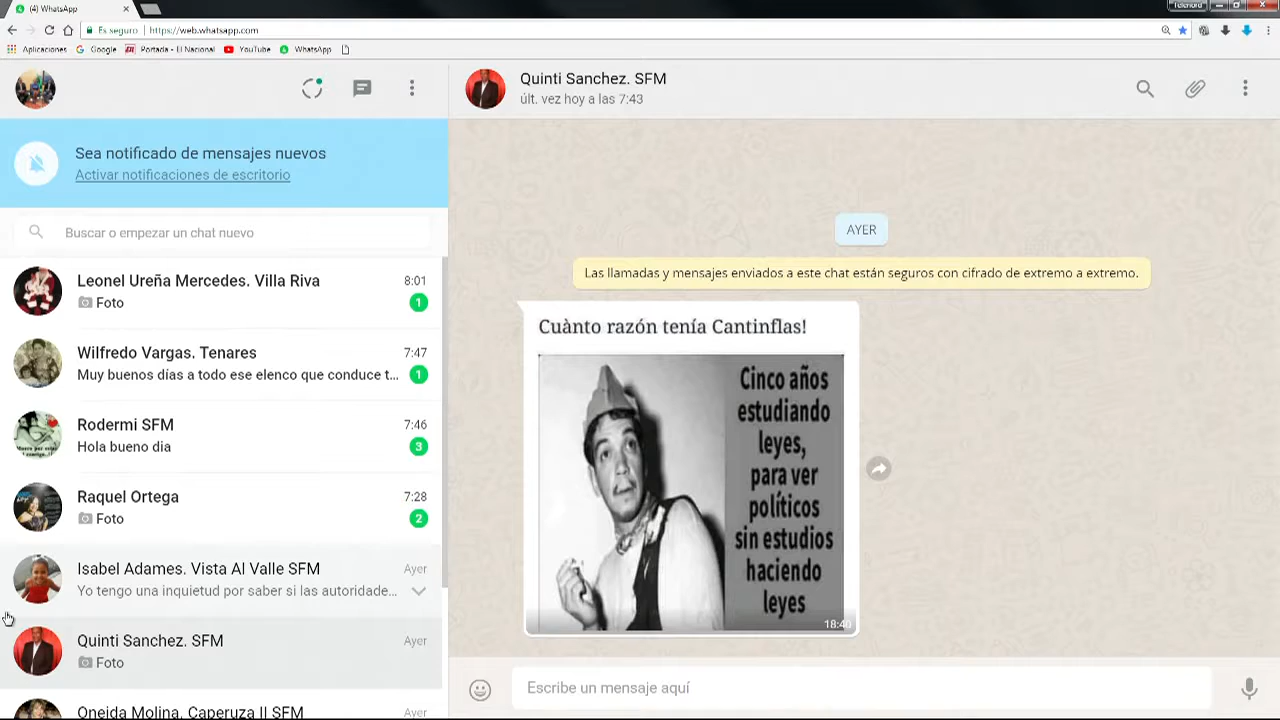 (4) WhatsApp
Telenord
Es seguro | https://web.whatsapp.com
Aplicaciones
Google
Portada - El Nacional
YouTube
WhatsApp
Quinti Sanchez. SFM
últ. vez hoy a las 7:43
Sea notificado de mensajes nuevos
Activar notificaciones de escritorio
Buscar o empezar un chat nuevo
Leonel Ureña Mercedes. Villa Riva 8:01
Foto 1
Wilfredo Vargas. Tenares 7:47
Muy buenos días a todo ese elenco que conduce t... 1
Rodermi SFM 7:46
Hola bueno dia 3
Raquel Ortega 7:28
Foto 2
Isabel Adames. Vista Al Valle SFM Ayer
Yo tengo una inquietud por saber si las autoridade...
Quinti Sanchez. SFM Ayer
Foto
Oneida Molina. Caperuza II SFM Ayer
AYER
Las llamadas y mensajes enviados a este chat están seguros con cifrado de extremo a extremo.
Cuànto razón tenía Cantinflas!
Cinco años
estudiando
leyes,
para ver
políticos
sin estudios
haciendo
leyes
18:40
Escribe un mensaje aquí